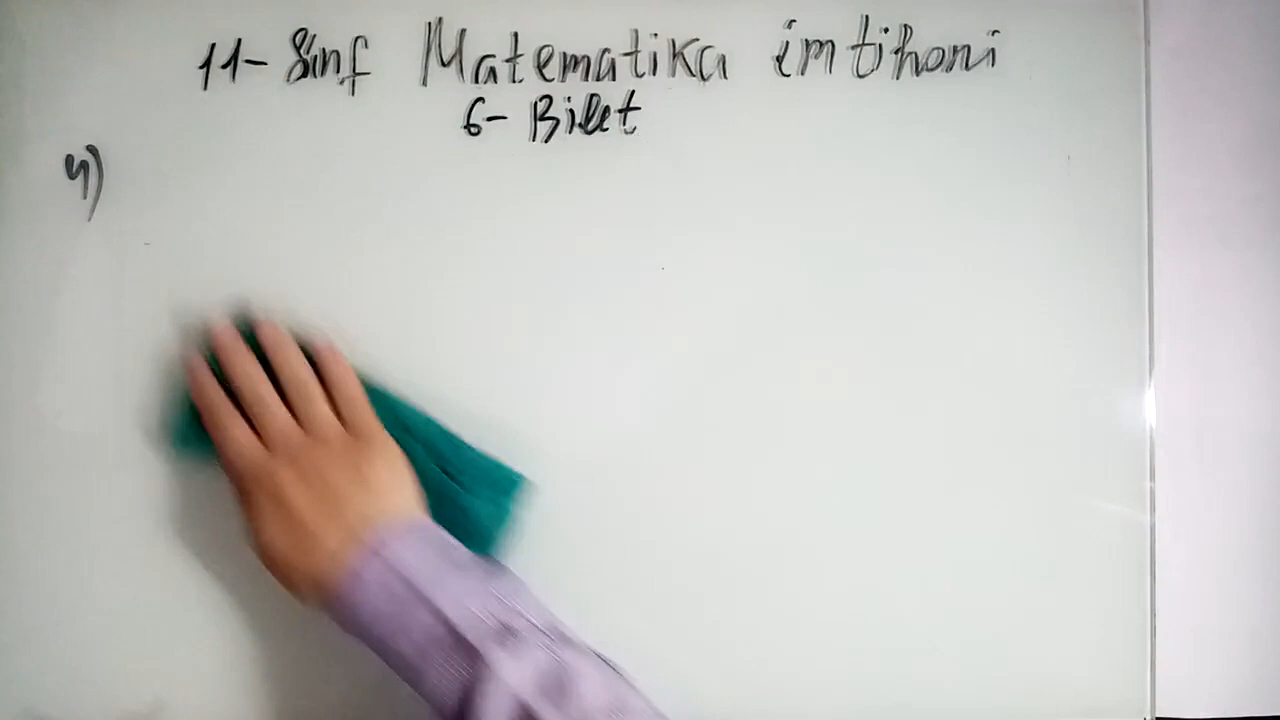 11- Sinf Matematika imtihoni
6- Bilet
4)